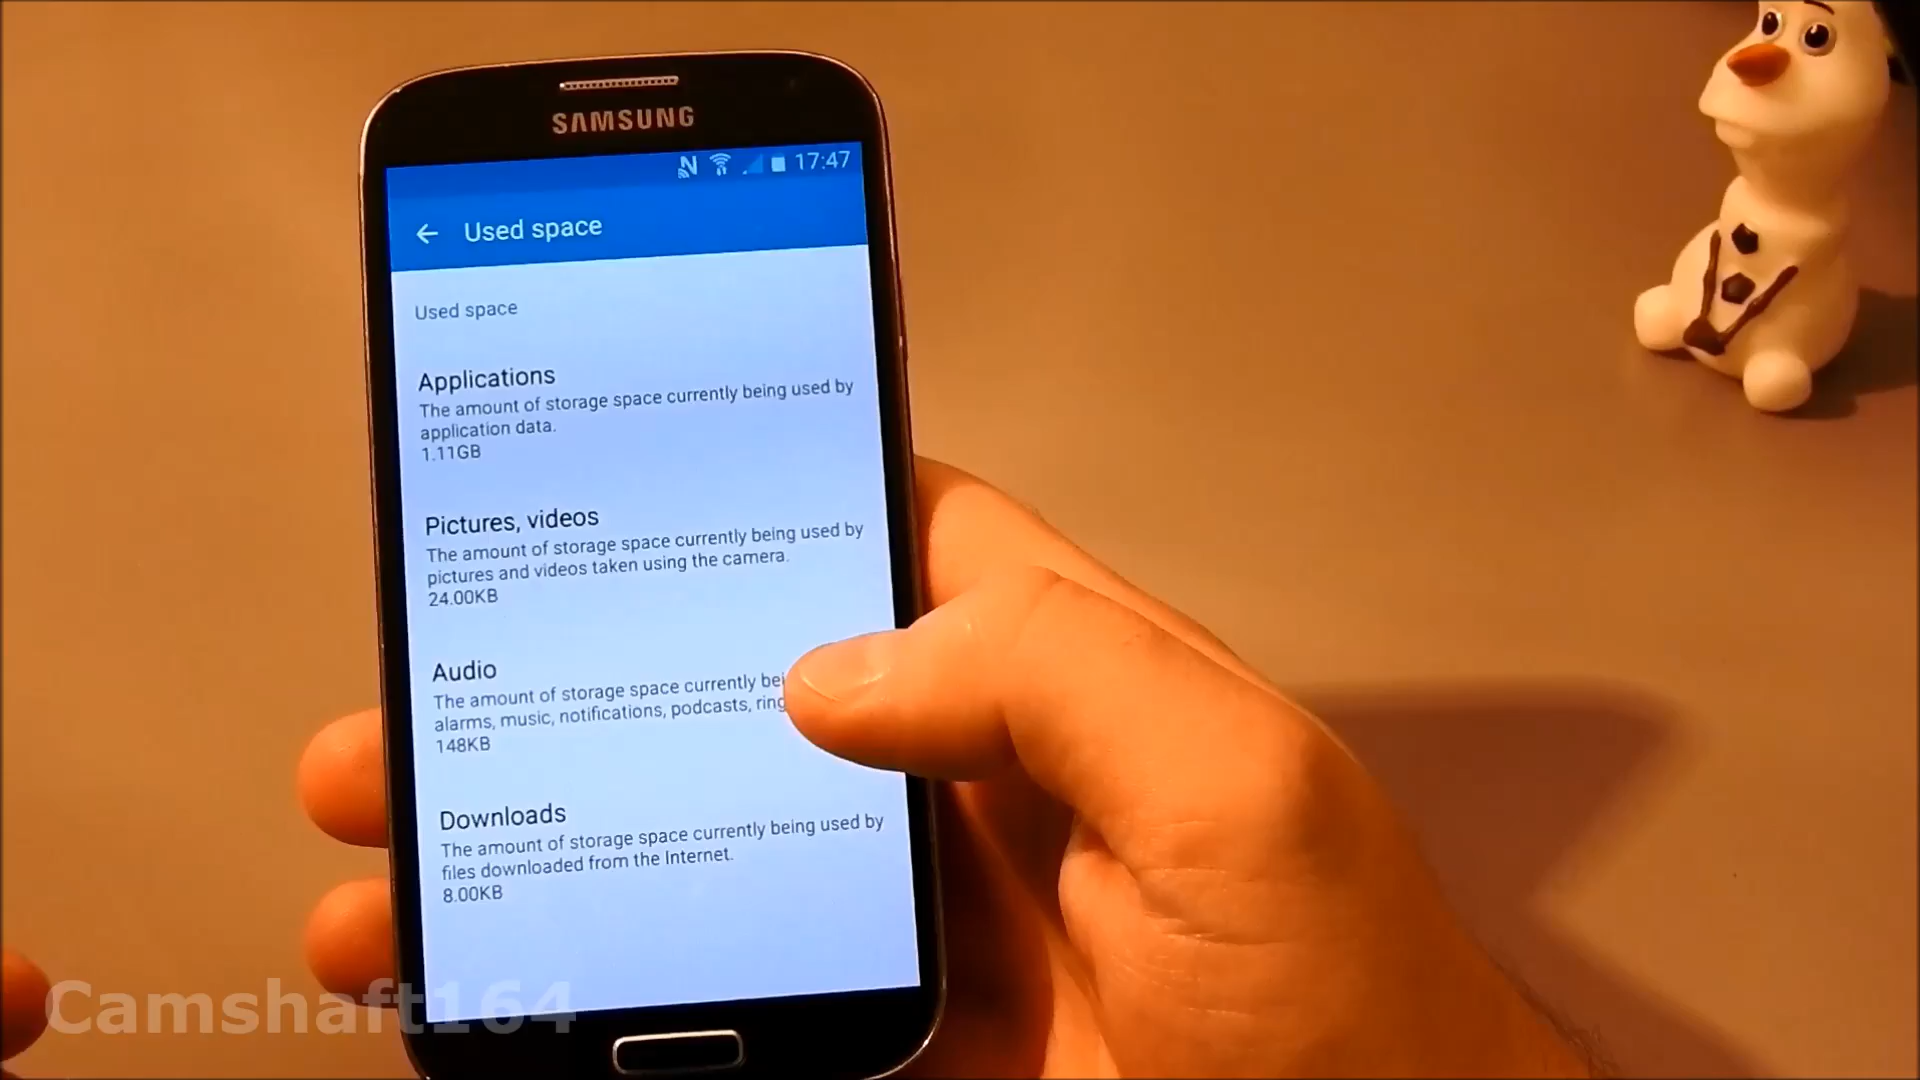 SAMSUNG
17:47
Used space
Used space
Applications
The amount of storage space currently being used by
application data.
1.11GB
Pictures, videos
The amount of storage space currently being used by
pictures and videos taken using the camera.
24.00KB
Audio
The amount of storage space currently
alarms, music, notifications, podcasts,
148KB
Downloads
The amount of storage space currently being used by
files downloaded from the Internet.
8.00KB
Camshaft164